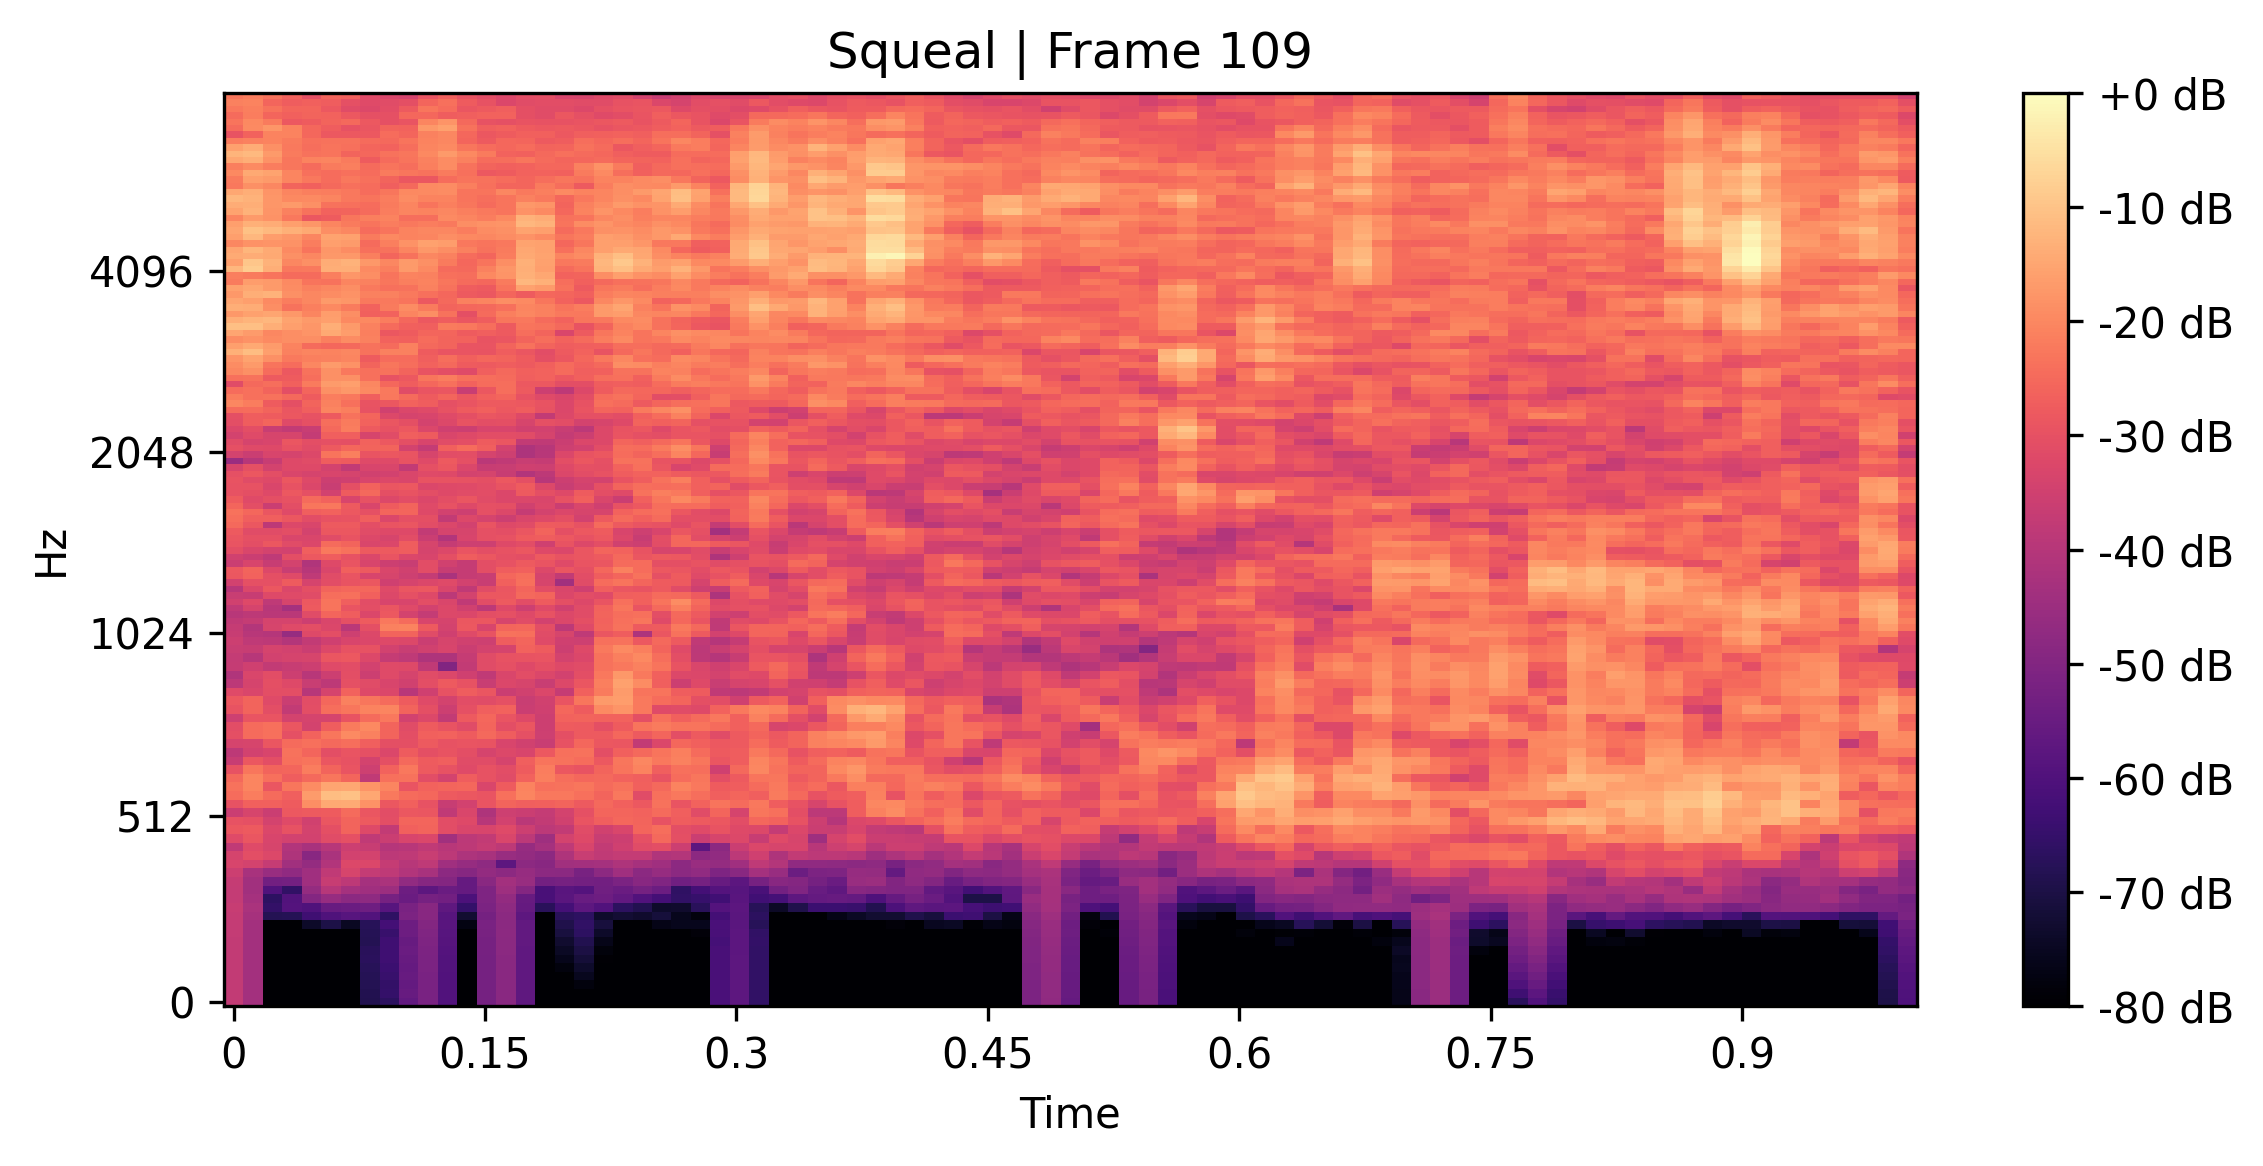 Squeal | Frame 109
+0 dB
-10 dB
-20 dB
-30 dB
-40 dB
-50 dB
-60 dB
-70 dB
-80 dB
Hz
4096
2048
1024
512
0
0 0.15 0.3 0.45 0.6 0.75 0.9
Time